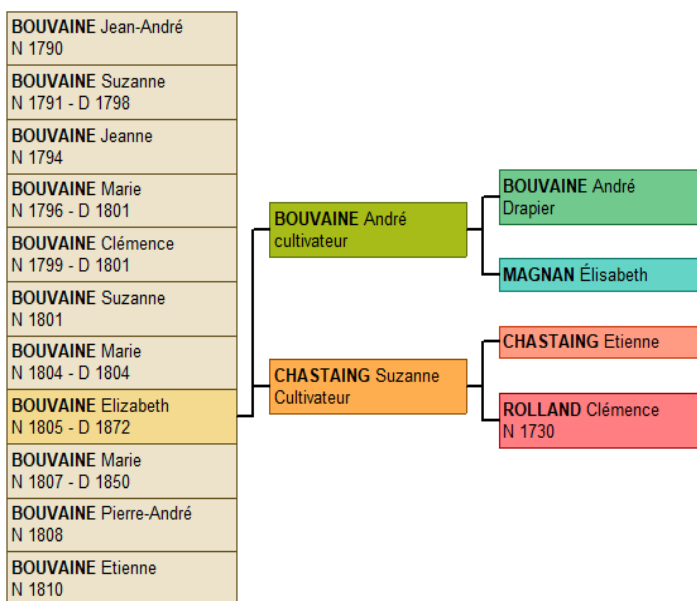 BOUVAINE Jean-André
N 1790
BOUVAINE Suzanne
N 1791 - D 1798
BOUVAINE Jeanne
N 1794
BOUVAINE Marie
N 1796 - D 1801
BOUVAINE Clémence
N 1799 - D 1801
BOUVAINE Suzanne
N 1801
BOUVAINE Marie
N 1804 - D 1804
BOUVAINE Elizabeth
N 1805 - D 1872
BOUVAINE Marie
N 1807 - D 1850
BOUVAINE Pierre-André
N 1808
BOUVAINE Etienne
N 1810
BOUVAINE André
cultivateur
CHASTAING Suzanne
Cultivateur
BOUVAINE André
Drapier
MAGNAN Élisabeth
CHASTAING Etienne
ROLLAND Clémence
N 1730